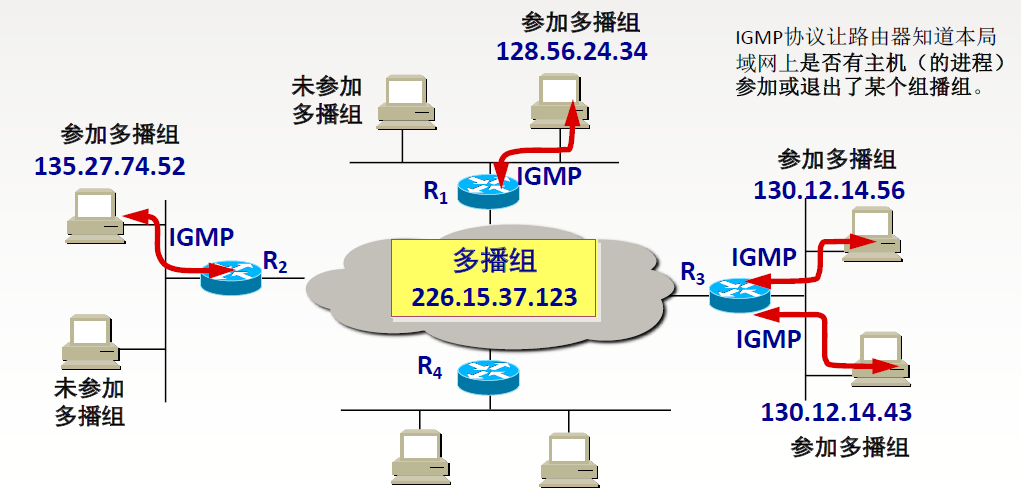 参加多播组
128.56.24.34
IGMP协议让路由器知道本局
域网上是否有主机（的进程）
参加或退出了某个组播组。
未参加
多播组
参加多播组
135.27.74.52
IGMP
R1
参加多播组
130.12.14.56
IGMP
R2
多播组
226.15.37.123
R3
IGMP
IGMP
R4
未参加
多播组
130.12.14.43
参加多播组